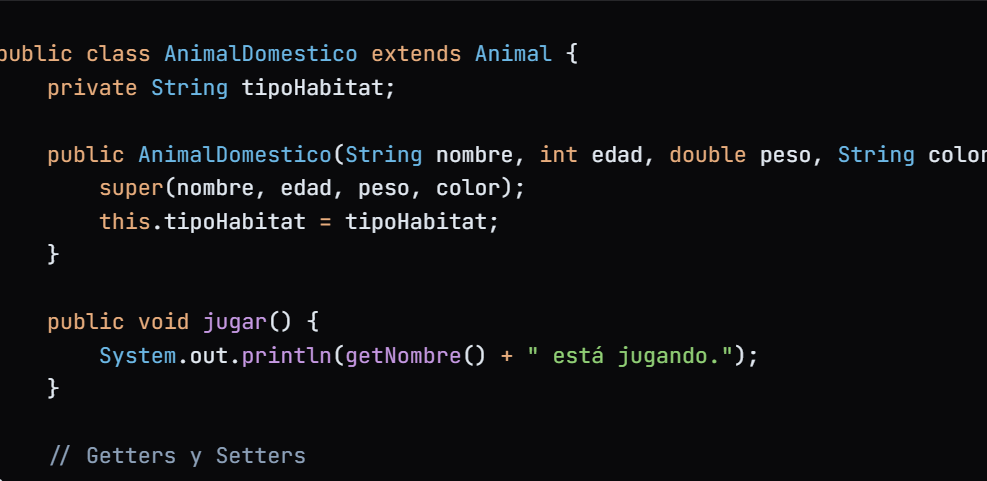 public class AnimalDomestico extends Animal {
    private String tipoHabitat;

    public AnimalDomestico(String nombre, int edad, double peso, String color
        super(nombre, edad, peso, color);
        this.tipoHabitat = tipoHabitat;
    }

    public void jugar() {
        System.out.println(getNombre() + " está jugando.");
    }

    // Getters y Setters